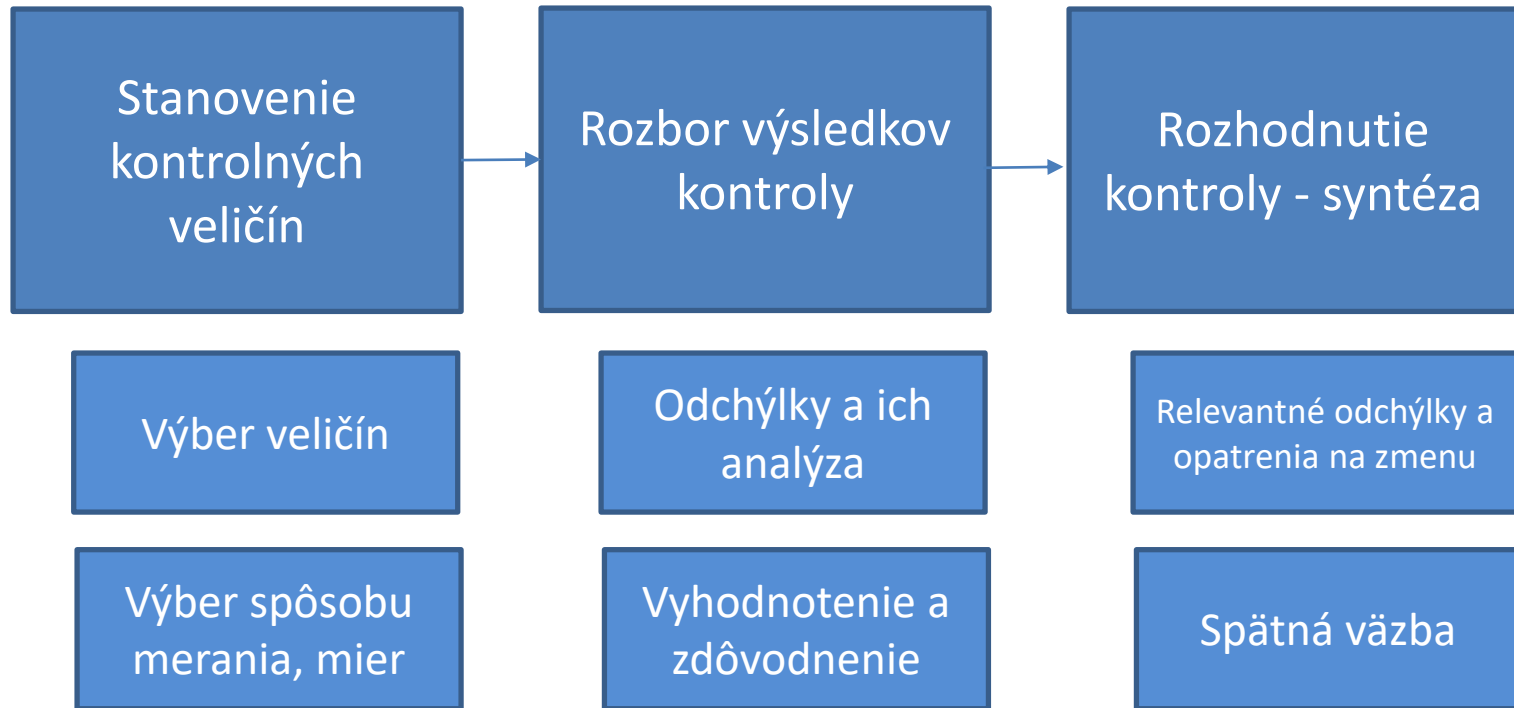 Stanovenie
kontrolných
veličín
Rozbor výsledkov
kontroly
Rozhodnutie
kontroly - syntéza
Výber veličín
Odchýlky a ich
analýza
Relevantné odchýlky a
opatrenia na zmenu
Výber spôsobu
merania, mier
Vyhodnotenie a
zdôvodnenie
Spätná väzba